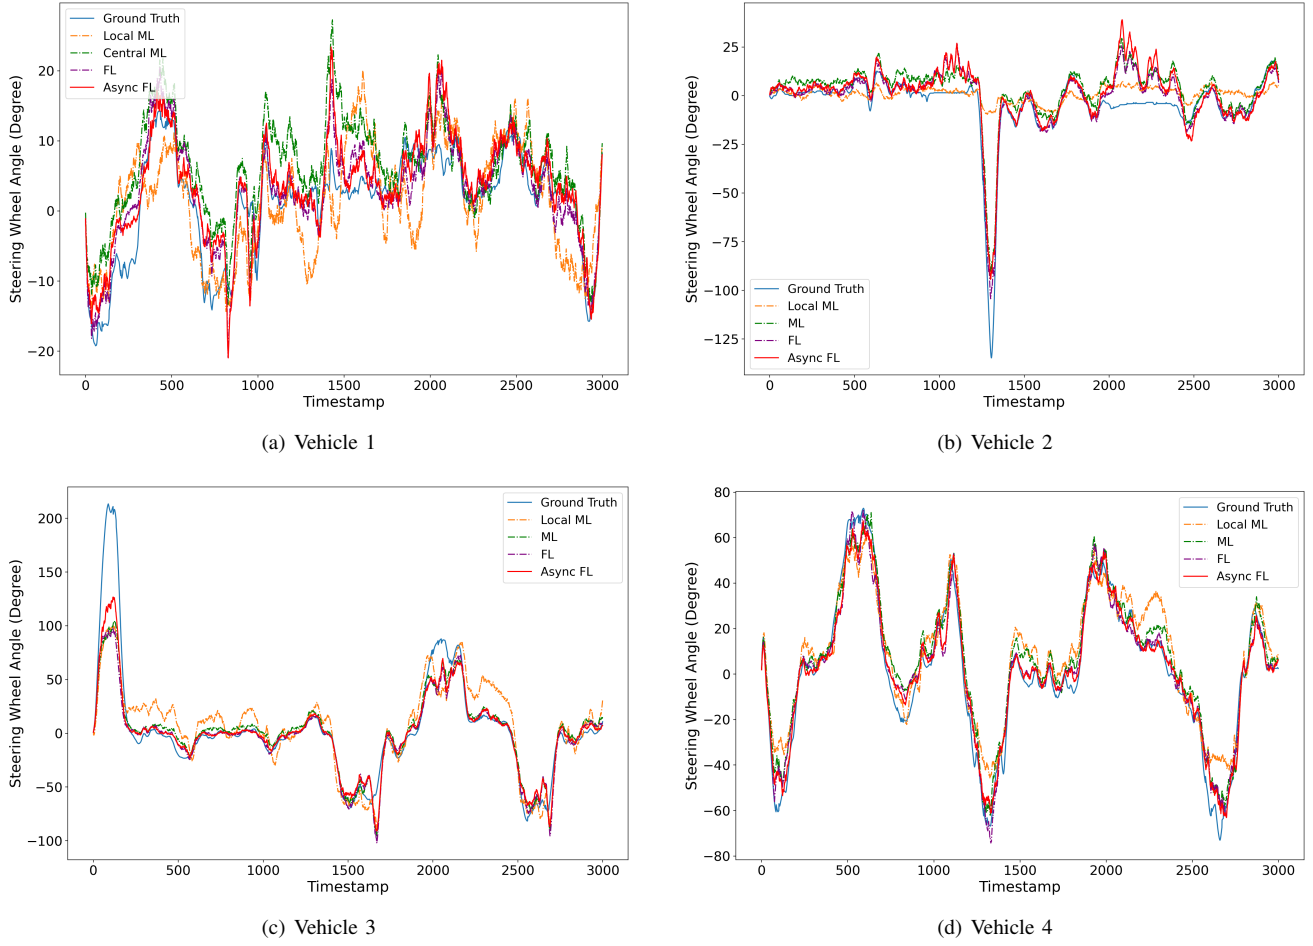 Ground Truth
Local ML
Central ML
FL
Async FL
20
10
0
−10
−20
Steering Wheel Angle (Degree)
0 500 1000 1500 2000 2500 3000
Timestamp
(a) Vehicle 1
25
0
−25
−50
−75
−100
−125
Steering Wheel Angle (Degree)
Ground Truth
Local ML
ML
FL
Async FL
0 500 1000 1500 2000 2500 3000
Timestamp
(b) Vehicle 2
200
150
100
50
0
−50
−100
Steering Wheel Angle (Degree)
Ground Truth
Local ML
ML
FL
Async FL
0 500 1000 1500 2000 2500 3000
Timestamp
(c) Vehicle 3
80
60
40
20
0
−20
−40
−60
−80
Steering Wheel Angle (Degree)
Ground Truth
Local ML
ML
FL
Async FL
0 500 1000 1500 2000 2500 3000
Timestamp
(d) Vehicle 4